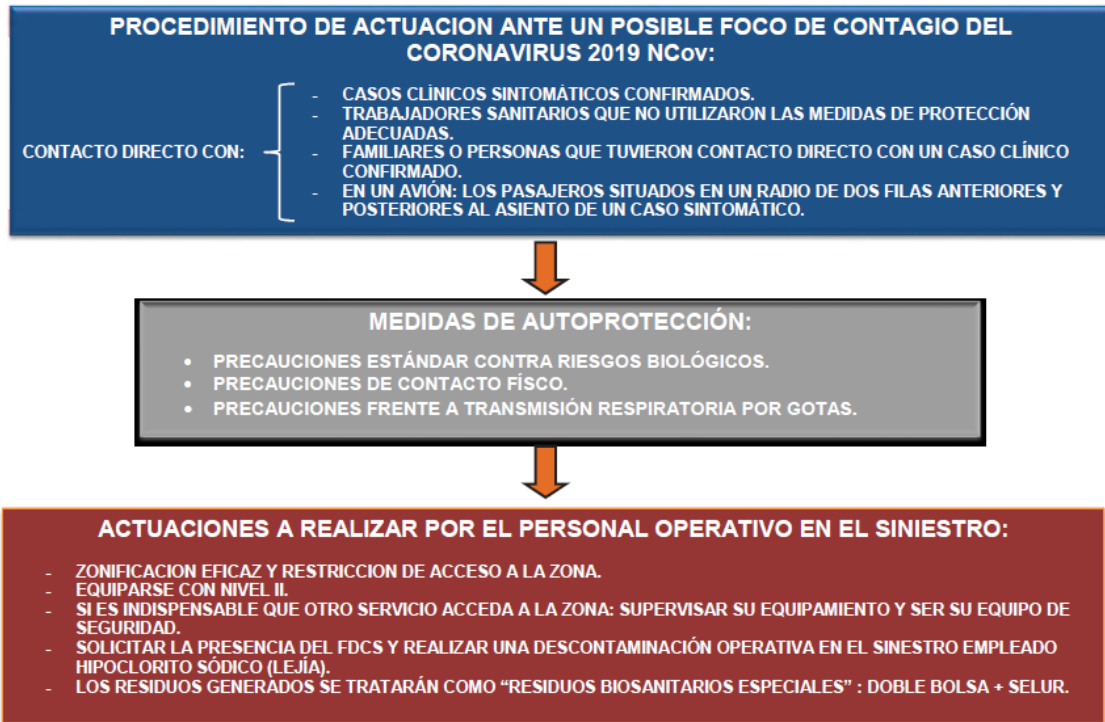 PROCEDIMIENTO DE ACTUACION ANTE UN POSIBLE FOCO DE CONTAGIO DEL
CORONAVIRUS 2019 NCov:
CONTACTO DIRECTO CON:
- CASOS CLÍNICOS SINTOMÁTICOS CONFIRMADOS.
- TRABAJADORES SANITARIOS QUE NO UTILIZARON LAS MEDIDAS DE PROTECCIÓN
ADECUADAS.
- FAMILIARES O PERSONAS QUE TUVIERON CONTACTO DIRECTO CON UN CASO CLÍNICO
CONFIRMADO.
- EN UN AVIÓN: LOS PASAJEROS SITUADOS EN UN RADIO DE DOS FILAS ANTERIORES Y
POSTERIORES AL ASIENTO DE UN CASO SINTOMÁTICO.
MEDIDAS DE AUTOPROTECCIÓN:
• PRECAUCIONES ESTÁNDAR CONTRA RIESGOS BIOLÓGICOS.
• PRECAUCIONES DE CONTACTO FÍSCO.
• PRECAUCIONES FRENTE A TRANSMISIÓN RESPIRATORIA POR GOTAS.
ACTUACIONES A REALIZAR POR EL PERSONAL OPERATIVO EN EL SINIESTRO:
- ZONIFICACION EFICAZ Y RESTRICCION DE ACCESO A LA ZONA.
- EQUIPARSE CON NIVEL II.
- SI ES INDISPENSABLE QUE OTRO SERVICIO ACCEDA A LA ZONA: SUPERVISAR SU EQUIPAMIENTO Y SER SU EQUIPO DE
SEGURIDAD.
- SOLICITAR LA PRESENCIA DEL FDCS Y REALIZAR UNA DESCONTAMINACIÓN OPERATIVA EN EL SINESTRO EMPLEADO
HIPOCLORITO SÓDICO (LEJÍA).
- LOS RESIDUOS GENERADOS SE TRATARÁN COMO “RESIDUOS BIOSANITARIOS ESPECIALES” : DOBLE BOLSA + SELUR.